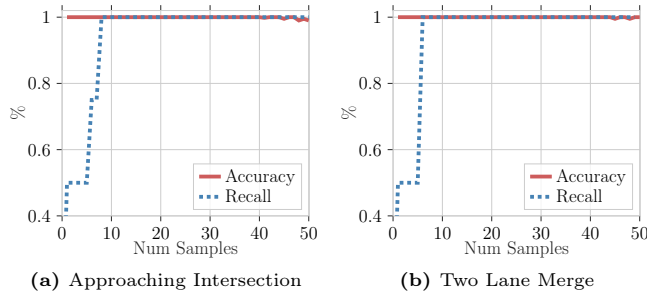 1
0.8
0.6
0.4
%
0 10 20 30 40 50
Num Samples
Accuracy
Recall
(a) Approaching Intersection
1
0.8
0.6
0.4
%
0 10 20 30 40 50
Num Samples
Accuracy
Recall
(b) Two Lane Merge